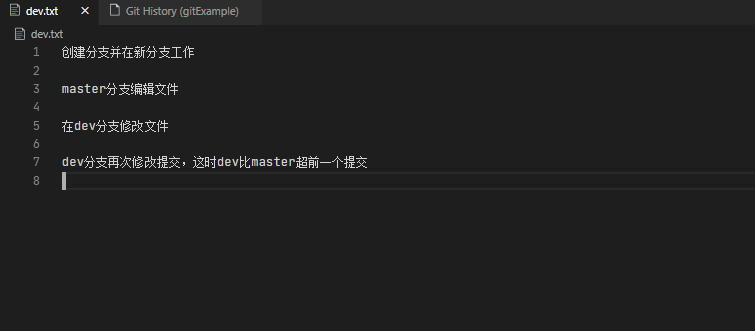 dev.txt
Git History (gitExample)
dev.txt
1 创建分支并在新分支工作
2
3 master分支编辑文件
4
5 在dev分支修改文件
6
7 dev分支再次修改提交，这时dev比master超前一个提交
8